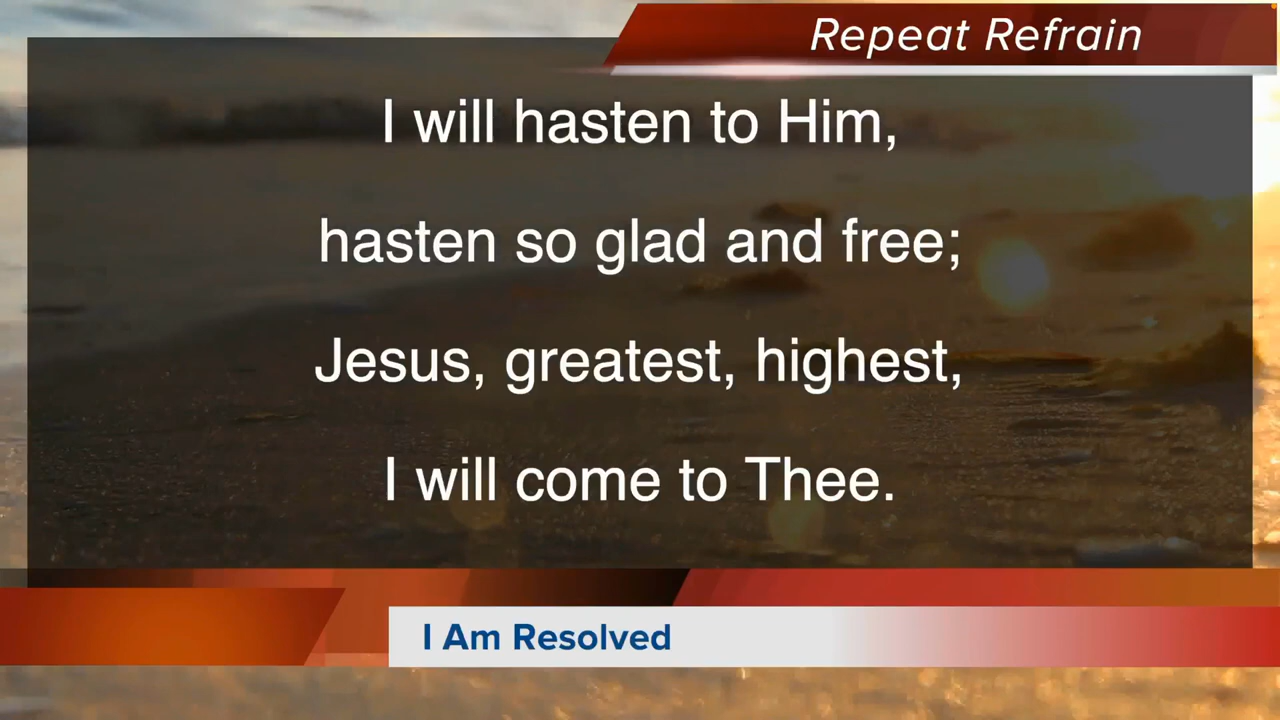 Repeat Refrain
I will hasten to Him,
hasten so glad and free;
Jesus, greatest, highest,
I will come to Thee.
I Am Resolved